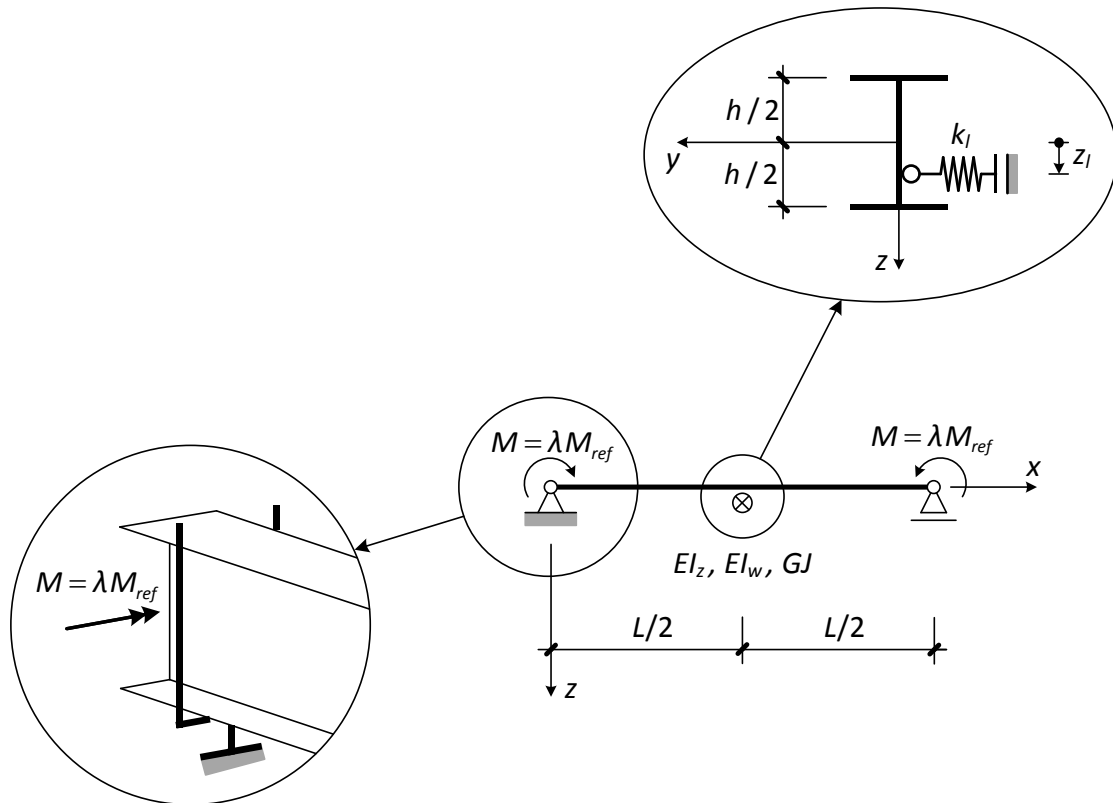 h / 2
h / 2
y
k_l
z_l
z
M = λM_ref
M = λM_ref
x
EI_z, EI_w, GJ
M = λM_ref
L/2
L/2
z